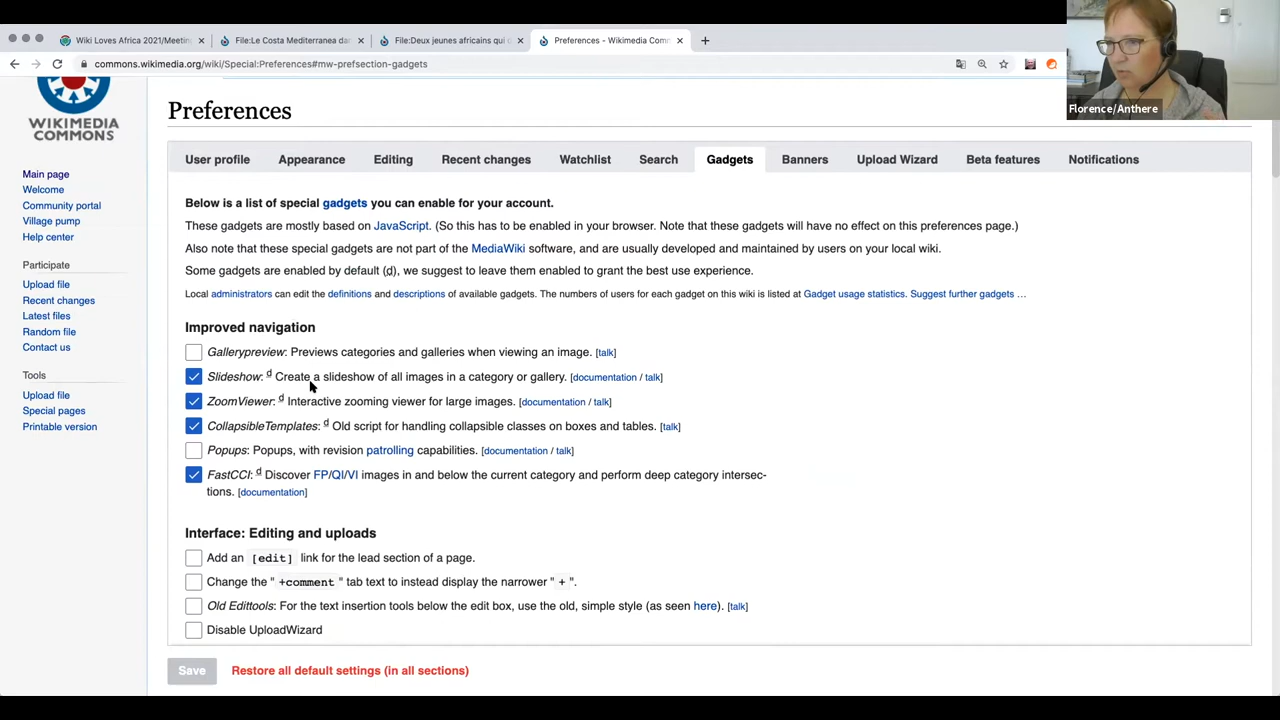 Wiki Loves Africa 2021/Meetin
File:Le Costa Mediterranea da
File:Deux jeunes africains qui d
Preferences - Wikimedia Com
commons.wikimedia.org/wiki/Special:Preferences#mw-prefsection-gadgets
Florence/Anthere
WIKIMEDIA
COMMONS
Main page
Welcome
Community portal
Village pump
Help center
Participate
Upload file
Recent changes
Latest files
Random file
Contact us
Tools
Upload file
Special pages
Printable version
Preferences
User profile Appearance Editing Recent changes Watchlist Search Gadgets Banners Upload Wizard Beta features Notifications
Below is a list of special gadgets you can enable for your account.
These gadgets are mostly based on JavaScript. (So this has to be enabled in your browser. Note that these gadgets will have no effect on this preferences page.)
Also note that these special gadgets are not part of the MediaWiki software, and are usually developed and maintained by users on your local wiki.
Some gadgets are enabled by default (d), we suggest to leave them enabled to grant the best use experience.
Local administrators can edit the definitions and descriptions of available gadgets. The numbers of users for each gadget on this wiki is listed at Gadget usage statistics. Suggest further gadgets …
Improved navigation
Gallerypreview: Previews categories and galleries when viewing an image. [talk]
Slideshow: d Create a slideshow of all images in a category or gallery. [documentation / talk]
ZoomViewer: d Interactive zooming viewer for large images. [documentation / talk]
CollapsibleTemplates: d Old script for handling collapsible classes on boxes and tables. [talk]
Popups: Popups, with revision patrolling capabilities. [documentation / talk]
FastCCI: d Discover FP/QI/VI images in and below the current category and perform deep category intersec-
tions. [documentation]
Interface: Editing and uploads
Add an [edit] link for the lead section of a page.
Change the " +comment " tab text to instead display the narrower " + ".
Old Edittools: For the text insertion tools below the edit box, use the old, simple style (as seen here). [talk]
Disable UploadWizard
Save Restore all default settings (in all sections)